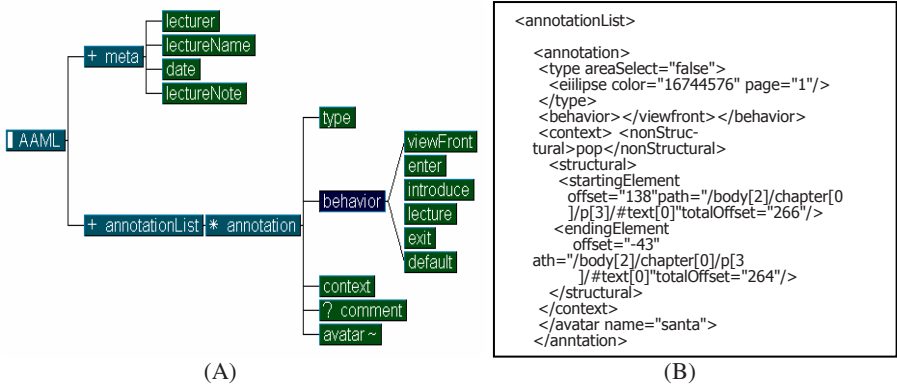 lecturer
+ meta
lectureName
date
lectureNote
AAML
type
viewFront
enter
behavior
introduce
lecture
+ annotationList
* annotation
exit
default
context
? comment
avatar ~
(A)
<annotationList>
<annotation>
<type areaSelect="false">
<eiilipse color="16744576" page="1"/>
</type>
<behavior></viewfront></behavior>
<context> <nonStruc-
tural>pop</nonStructural>
<structural>
<startingElement
offset="138"path="/body[2]/chapter[0
]/p[3]/#text[0]"totalOffset="266"/>
<endingElement
offset="-43"
ath="/body[2]/chapter[0]/p[3
]/#text[0]"totalOffset="264"/>
</structural>
</context>
</avatar name="santa">
</anntation>
(B)